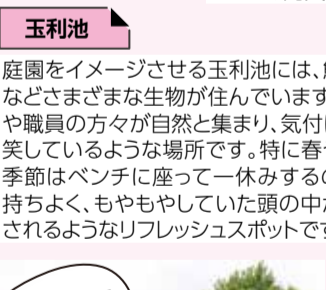 玉利池
庭園をイメージさせる玉利池には、
などさまざまな生物が住んでいます
や職員の方々が自然と集まり、気付
笑しているような場所です。特に春
季節はベンチに座って一休みする
持ちよく、もやもやしていた頭の中
されるようなリフレッシュスポットです